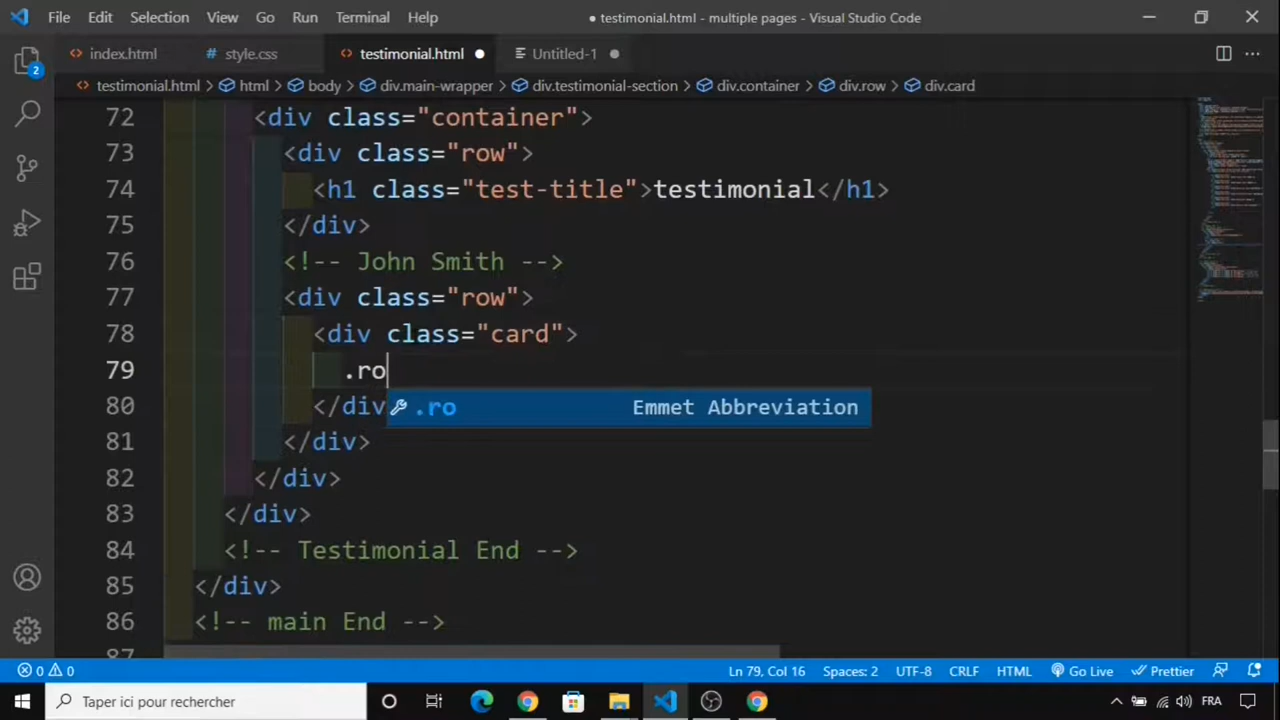 File Edit Selection View Go Run Terminal Help ● testimonial.html - multiple pages - Visual Studio Code
index.html # style.css testimonial.html ● Untitled-1 ●
testimonial.html > html > body > div.main-wrapper > div.testimonial-section > div.container > div.row > div.card
2
72 <div class="container">
73 <div class="row">
74 <h1 class="test-title">testimonial</h1>
75 </div>
76 <!-- John Smith -->
77 <div class="row">
78 <div class="card">
79 .ro
80 </div .ro Emmet Abbreviation
81 </div>
82 </div>
83 </div>
84 <!-- Testimonial End -->
85 </div>
86 <!-- main End -->
87
0 0 Ln 79, Col 16 Spaces: 2 UTF-8 CRLF HTML Go Live Prettier
Taper ici pour rechercher FRA